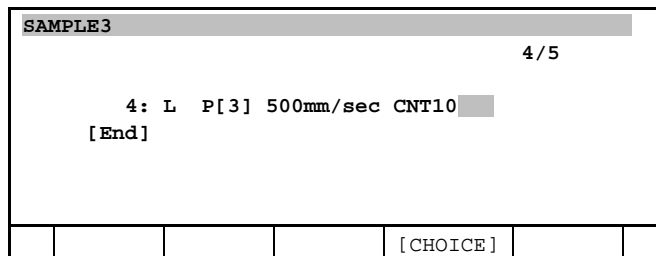 SAMPLE3
4/5
4: L P[3] 500mm/sec CNT10
[End]
[CHOICE]